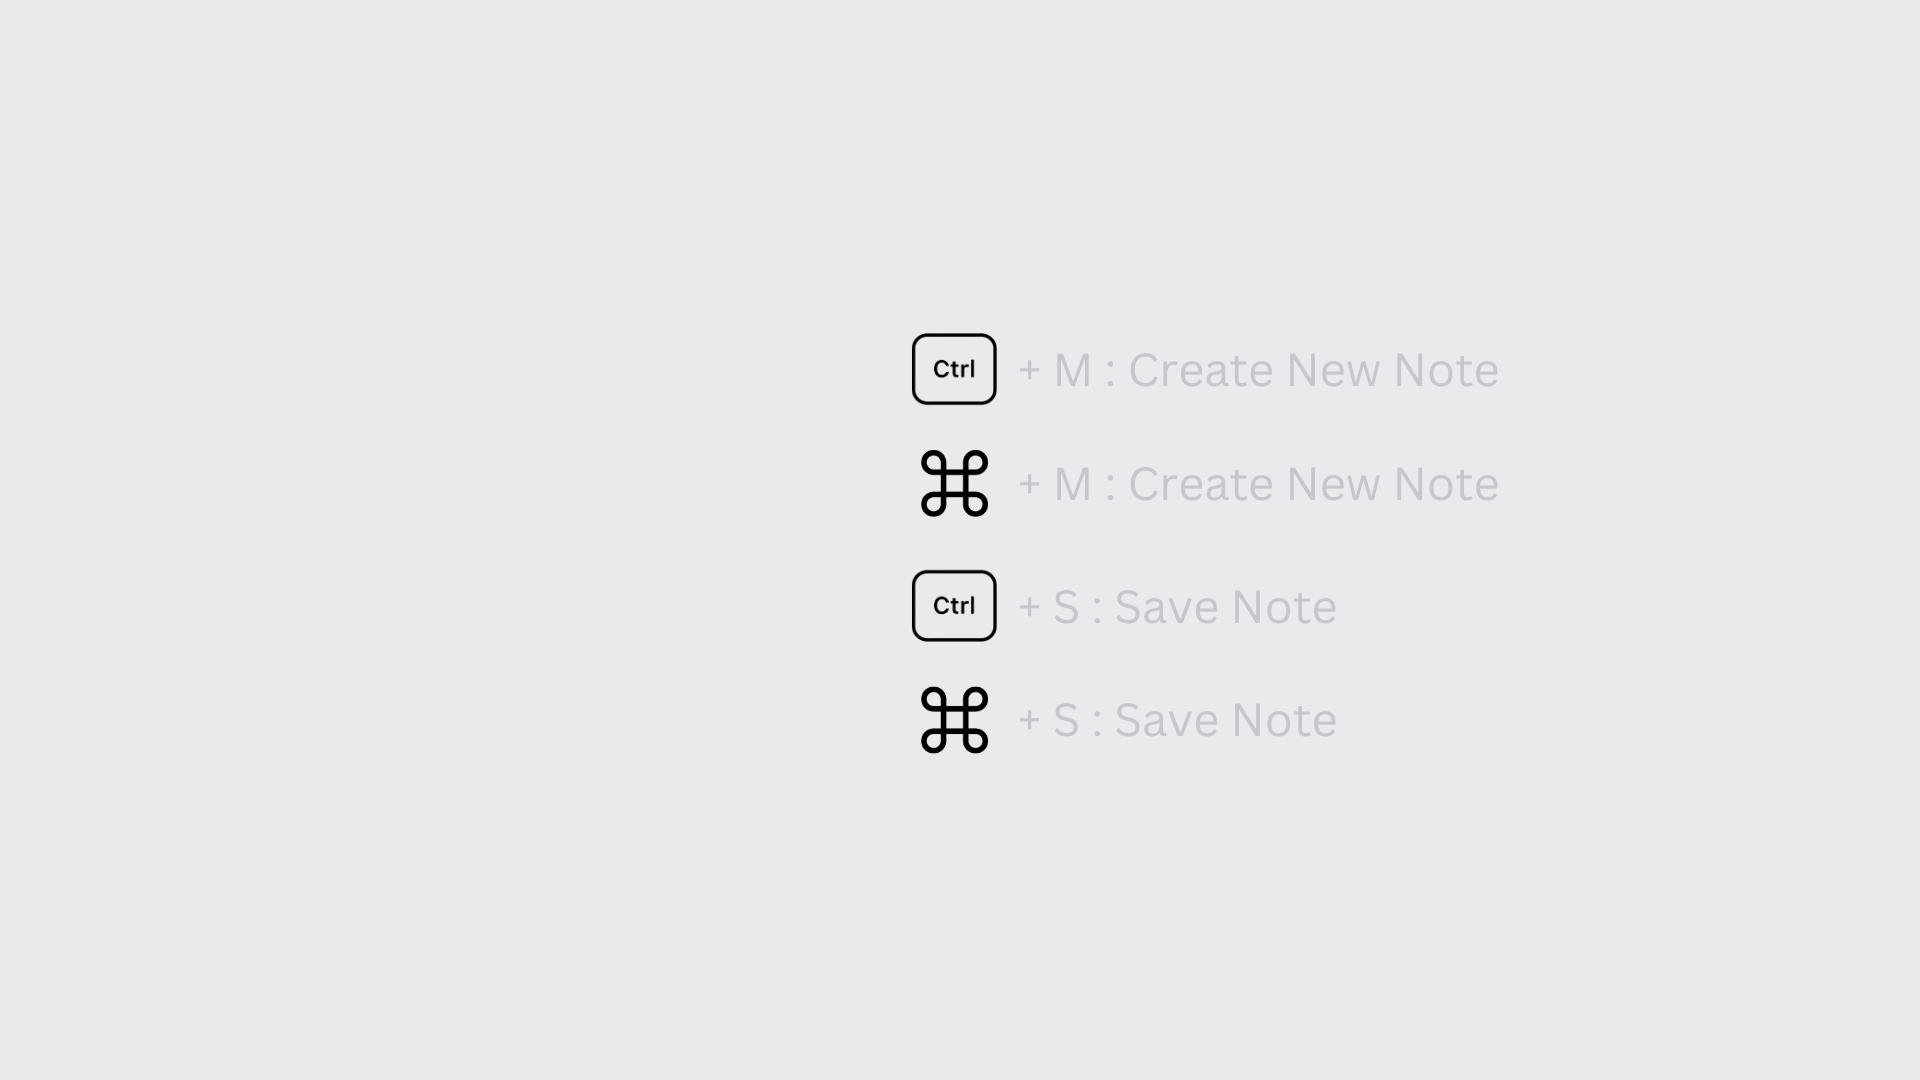 Ctrl + M : Create New Note
⌘ + M : Create New Note
Ctrl + S : Save Note
⌘ + S : Save Note